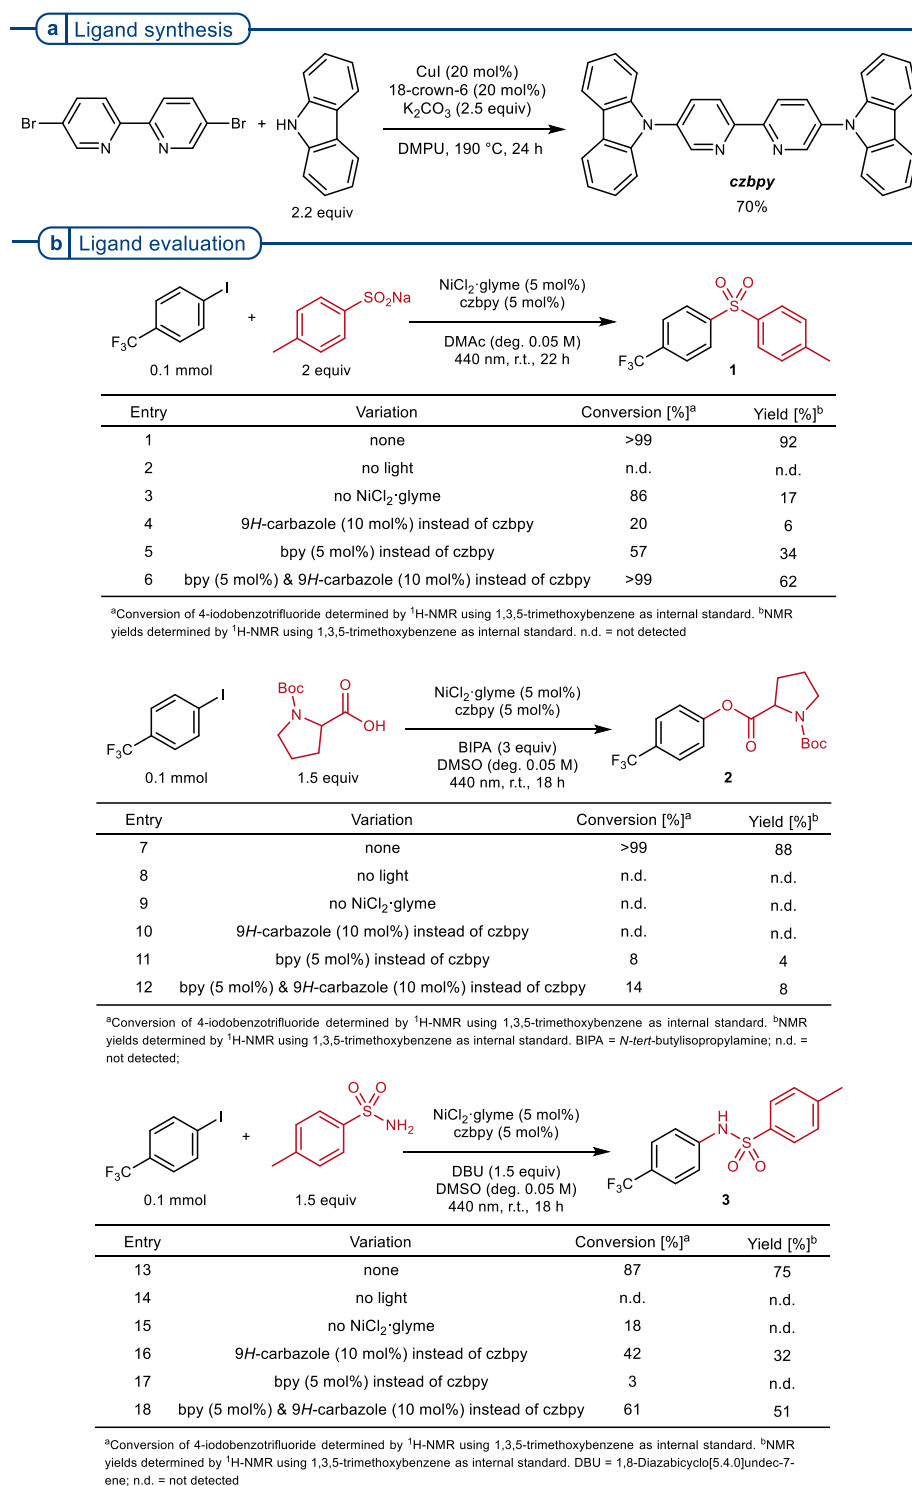 a Ligand synthesis
CuI (20 mol%)
18-crown-6 (20 mol%)
K₂CO₃ (2.5 equiv)
Br N N Br + HN N N N N
DMPU, 190 °C, 24 h
czbpy
2.2 equiv 70%
b Ligand evaluation
NiCl₂·glyme (5 mol%)
czbpy (5 mol%)
I + SO₂Na O O S
F₃C F₃C
DMAc (deg. 0.05 M)
440 nm, r.t., 22 h
0.1 mmol 2 equiv 1
Entry Variation Conversion [%]ᵃ Yield [%]ᵇ
1 none >99 92
2 no light n.d. n.d.
3 no NiCl₂·glyme 86 17
4 9H-carbazole (10 mol%) instead of czbpy 20 6
5 bpy (5 mol%) instead of czbpy 57 34
6 bpy (5 mol%) & 9H-carbazole (10 mol%) instead of czbpy >99 62
ᵃConversion of 4-iodobenzotrifluoride determined by ¹H-NMR using 1,3,5-trimethoxybenzene as internal standard. ᵇNMR
yields determined by ¹H-NMR using 1,3,5-trimethoxybenzene as internal standard. n.d. = not detected
NiCl₂·glyme (5 mol%)
czbpy (5 mol%)
I Boc N O OH O O N Boc
F₃C F₃C
BIPA (3 equiv)
DMSO (deg. 0.05 M)
440 nm, r.t., 18 h
0.1 mmol 1.5 equiv 2
Entry Variation Conversion [%]ᵃ Yield [%]ᵇ
7 none >99 88
8 no light n.d. n.d.
9 no NiCl₂·glyme n.d. n.d.
10 9H-carbazole (10 mol%) instead of czbpy n.d. n.d.
11 bpy (5 mol%) instead of czbpy 8 4
12 bpy (5 mol%) & 9H-carbazole (10 mol%) instead of czbpy 14 8
ᵃConversion of 4-iodobenzotrifluoride determined by ¹H-NMR using 1,3,5-trimethoxybenzene as internal standard. ᵇNMR
yields determined by ¹H-NMR using 1,3,5-trimethoxybenzene as internal standard. BIPA = N-tert-butylisopropylamine; n.d. =
not detected;
NiCl₂·glyme (5 mol%)
czbpy (5 mol%)
I + O O S NH₂ H N S O O
F₃C F₃C
DBU (1.5 equiv)
DMSO (deg. 0.05 M)
440 nm, r.t., 18 h
0.1 mmol 1.5 equiv 3
Entry Variation Conversion [%]ᵃ Yield [%]ᵇ
13 none 87 75
14 no light n.d. n.d.
15 no NiCl₂·glyme 18 n.d.
16 9H-carbazole (10 mol%) instead of czbpy 42 32
17 bpy (5 mol%) instead of czbpy 3 n.d.
18 bpy (5 mol%) & 9H-carbazole (10 mol%) instead of czbpy 61 51
ᵃConversion of 4-iodobenzotrifluoride determined by ¹H-NMR using 1,3,5-trimethoxybenzene as internal standard. ᵇNMR
yields determined by ¹H-NMR using 1,3,5-trimethoxybenzene as internal standard. DBU = 1,8-Diazabicyclo[5.4.0]undec-7-
ene; n.d. = not detected